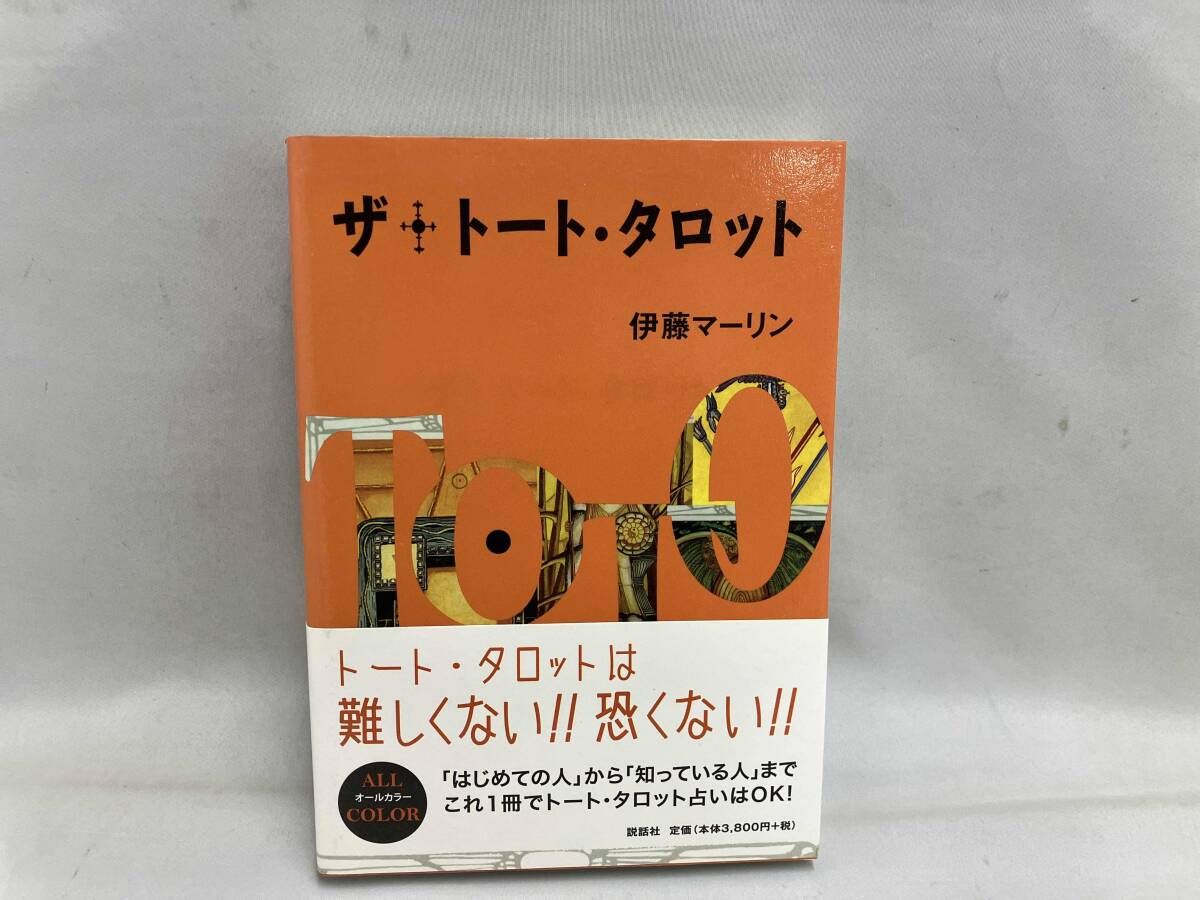 ザ・トート・タロット
伊藤マーリン
TOTO
トート・タロットは
難しくない!! 恐くない!!
ALL
オールカラー
COLOR
「はじめての人」から「知っている人」まで
これ1冊でトート・タロット占いはOK!
説話社 定価(本体3,800円+税)